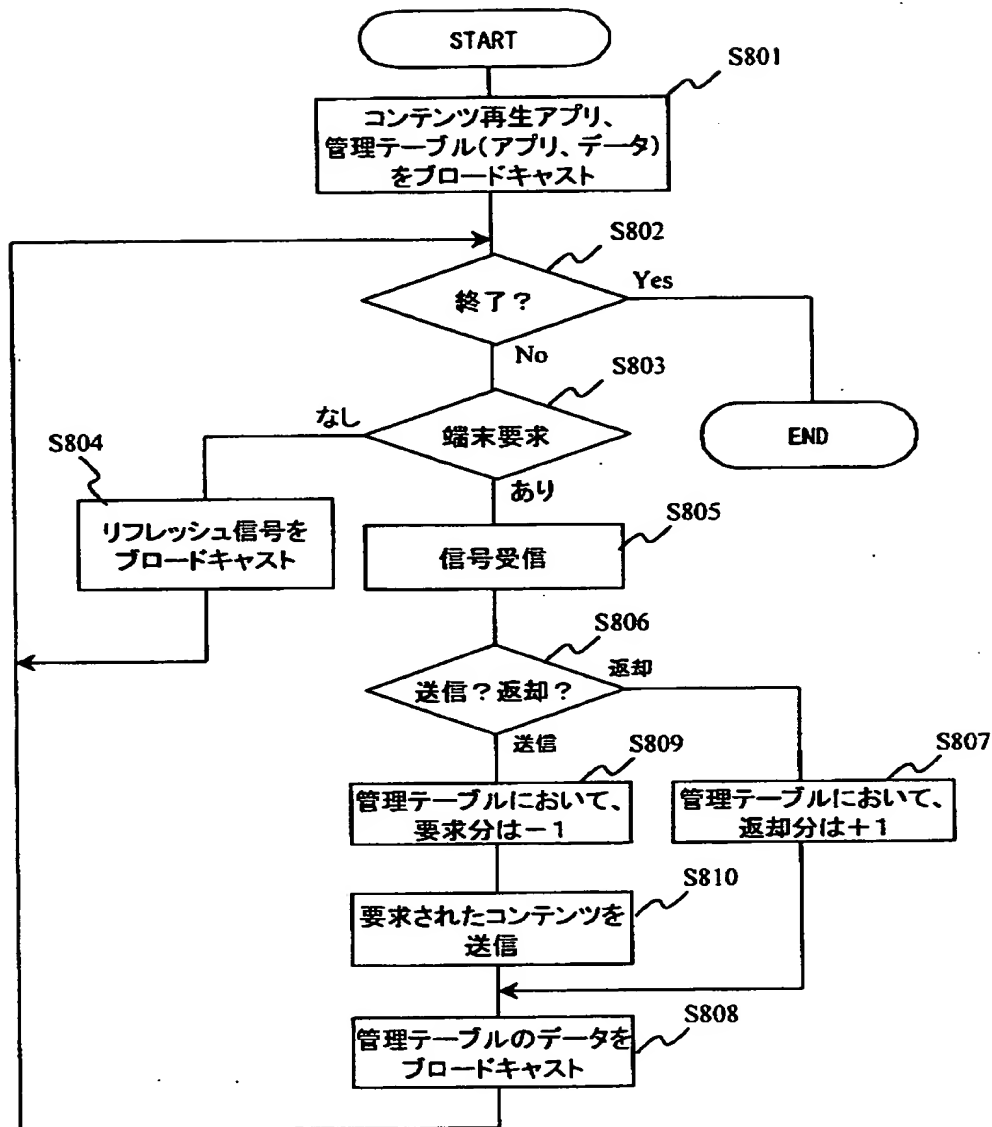 START
S801
コンテンツ再生アプリ、
管理テーブル(アプリ、データ)
をブロードキャスト
S802
終了?
Yes
No
S803
端末要求
なし
あり
END
S804
リフレッシュ信号を
ブロードキャスト
S805
信号受信
S806
送信?返却?
返却
送信
S809
管理テーブルにおいて、
要求分は−1
S807
管理テーブルにおいて、
返却分は+1
S810
要求されたコンテンツを
送信
S808
管理テーブルのデータを
ブロードキャスト